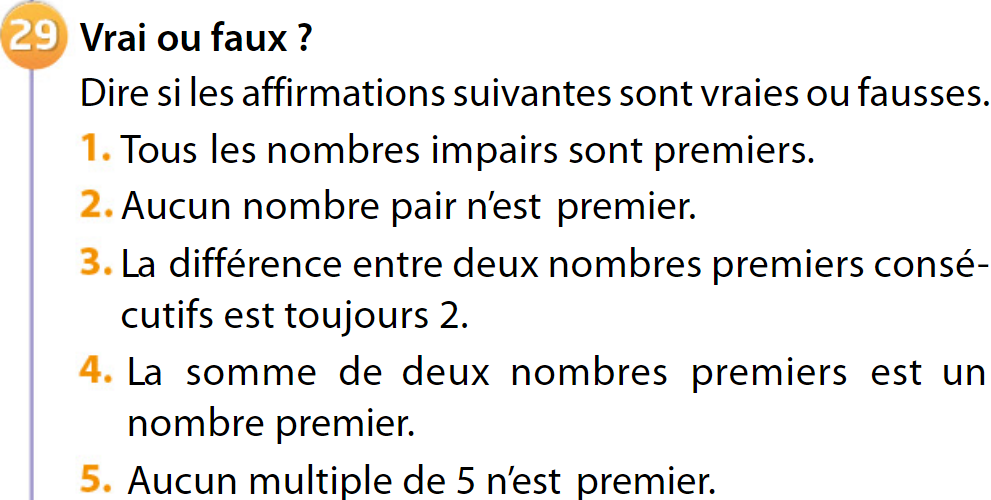 29 Vrai ou faux ?
Dire si les affirmations suivantes sont vraies ou fausses.
1. Tous les nombres impairs sont premiers.
2. Aucun nombre pair n’est premier.
3. La différence entre deux nombres premiers consé-
cutifs est toujours 2.
4. La somme de deux nombres premiers est un
nombre premier.
5. Aucun multiple de 5 n’est premier.